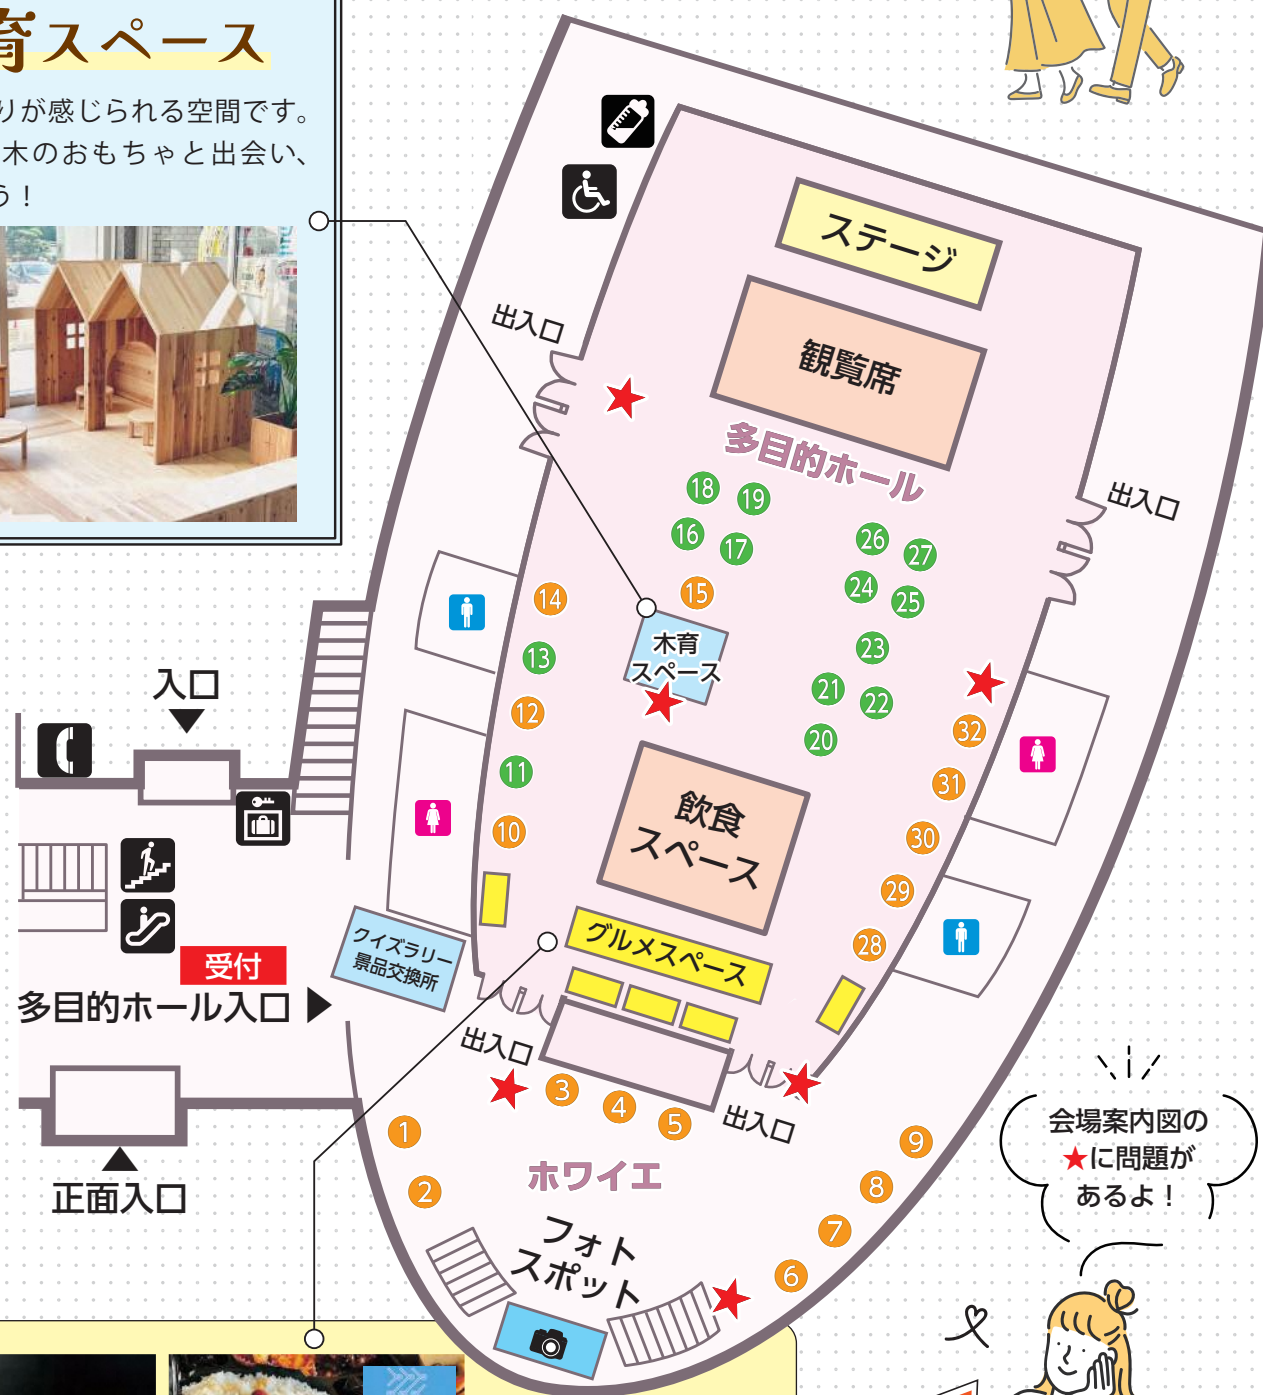 育スペース
りが感じられる空間です。
木のおもちゃと出会い、
う！
ステージ
観覧席
多目的ホール
出入口
出入口
18
19
16
17
26
27
24
25
15
14
13
12
11
10
木育
スペース
23
21
22
20
32
31
30
29
28
入口
飲食
スペース
グルメスペース
クイズラリー
景品交換所
受付
多目的ホール入口
出入口
出入口
3
4
5
1
2
9
8
7
6
正面入口
ホワイエ
フォト
スポット
会場案内図の
★に問題が
あるよ！